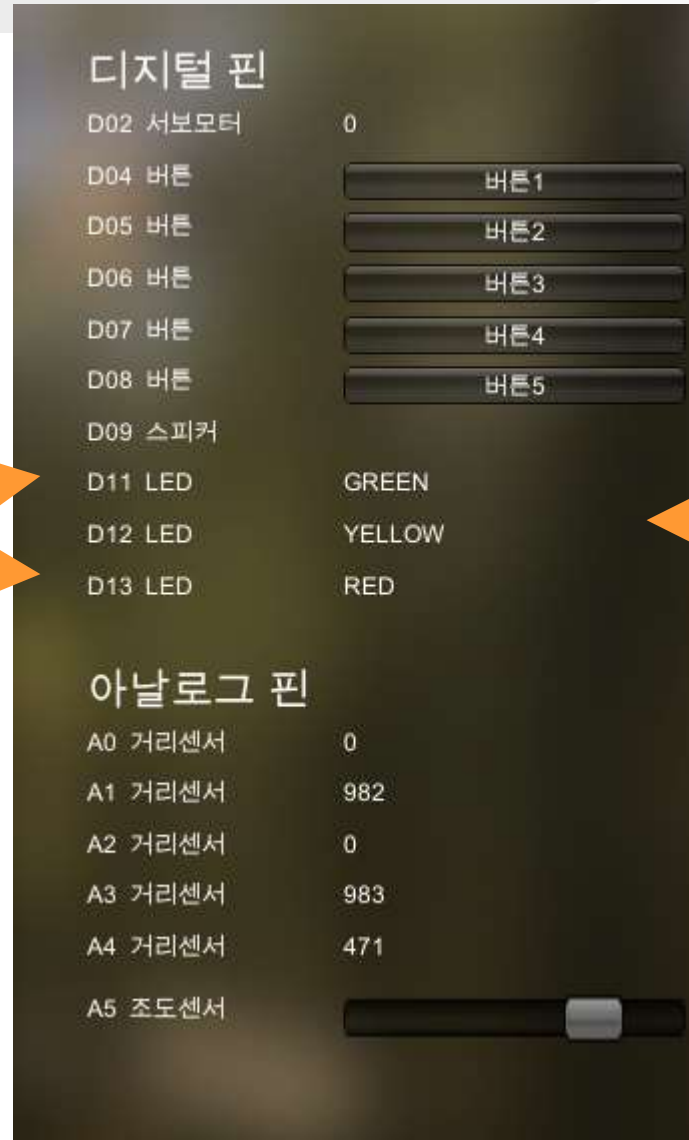 디지털 핀
D02 서보모터 0
D04 버튼 버튼1
D05 버튼 버튼2
D06 버튼 버튼3
D07 버튼 버튼4
D08 버튼 버튼5
D09 스피커
D11 LED GREEN
D12 LED YELLOW
D13 LED RED
아날로그 핀
A0 거리센서 0
A1 거리센서 982
A2 거리센서 0
A3 거리센서 983
A4 거리센서 471
A5 조도센서